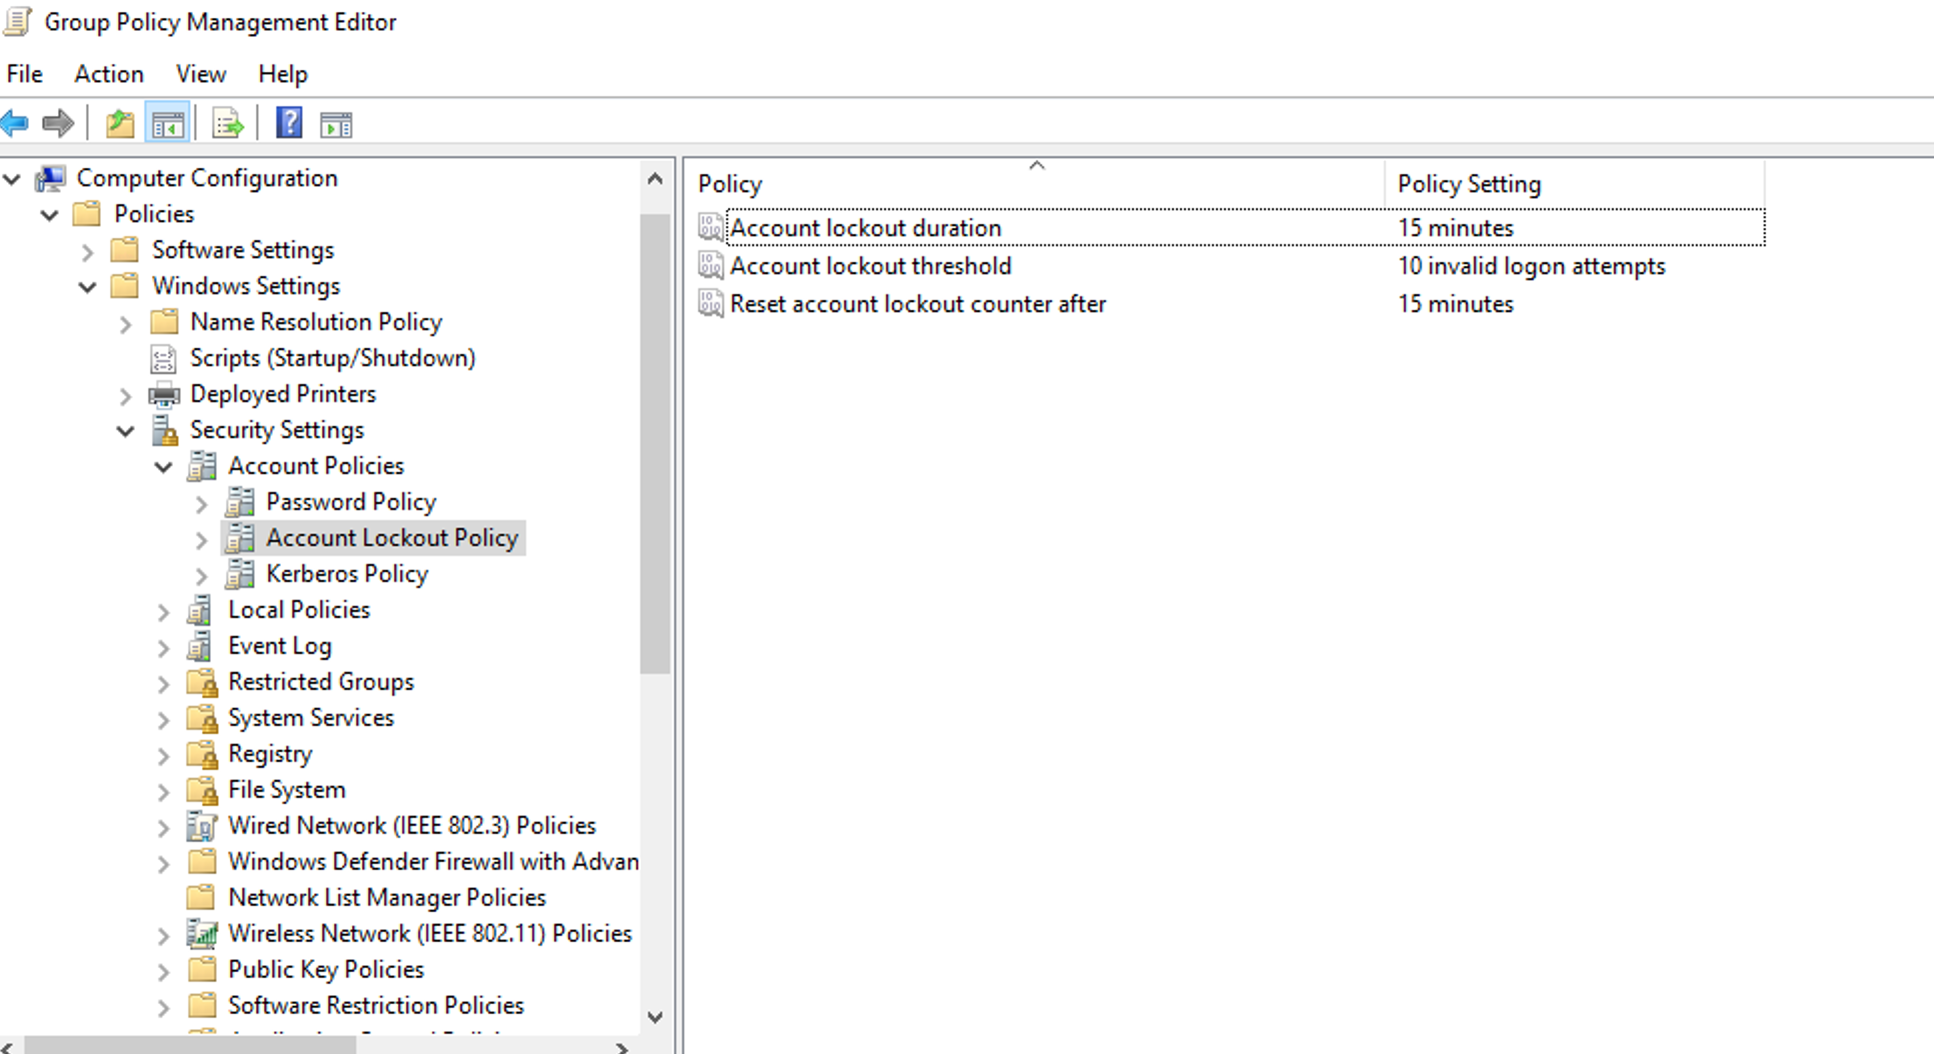 Group Policy Management Editor
File Action View Help
Computer Configuration
Policies
Software Settings
Windows Settings
Name Resolution Policy
Scripts (Startup/Shutdown)
Deployed Printers
Security Settings
Account Policies
Password Policy
Account Lockout Policy
Kerberos Policy
Local Policies
Event Log
Restricted Groups
System Services
Registry
File System
Wired Network (IEEE 802.3) Policies
Windows Defender Firewall with Advan
Network List Manager Policies
Wireless Network (IEEE 802.11) Policies
Public Key Policies
Software Restriction Policies
Policy Policy Setting
Account lockout duration 15 minutes
Account lockout threshold 10 invalid logon attempts
Reset account lockout counter after 15 minutes